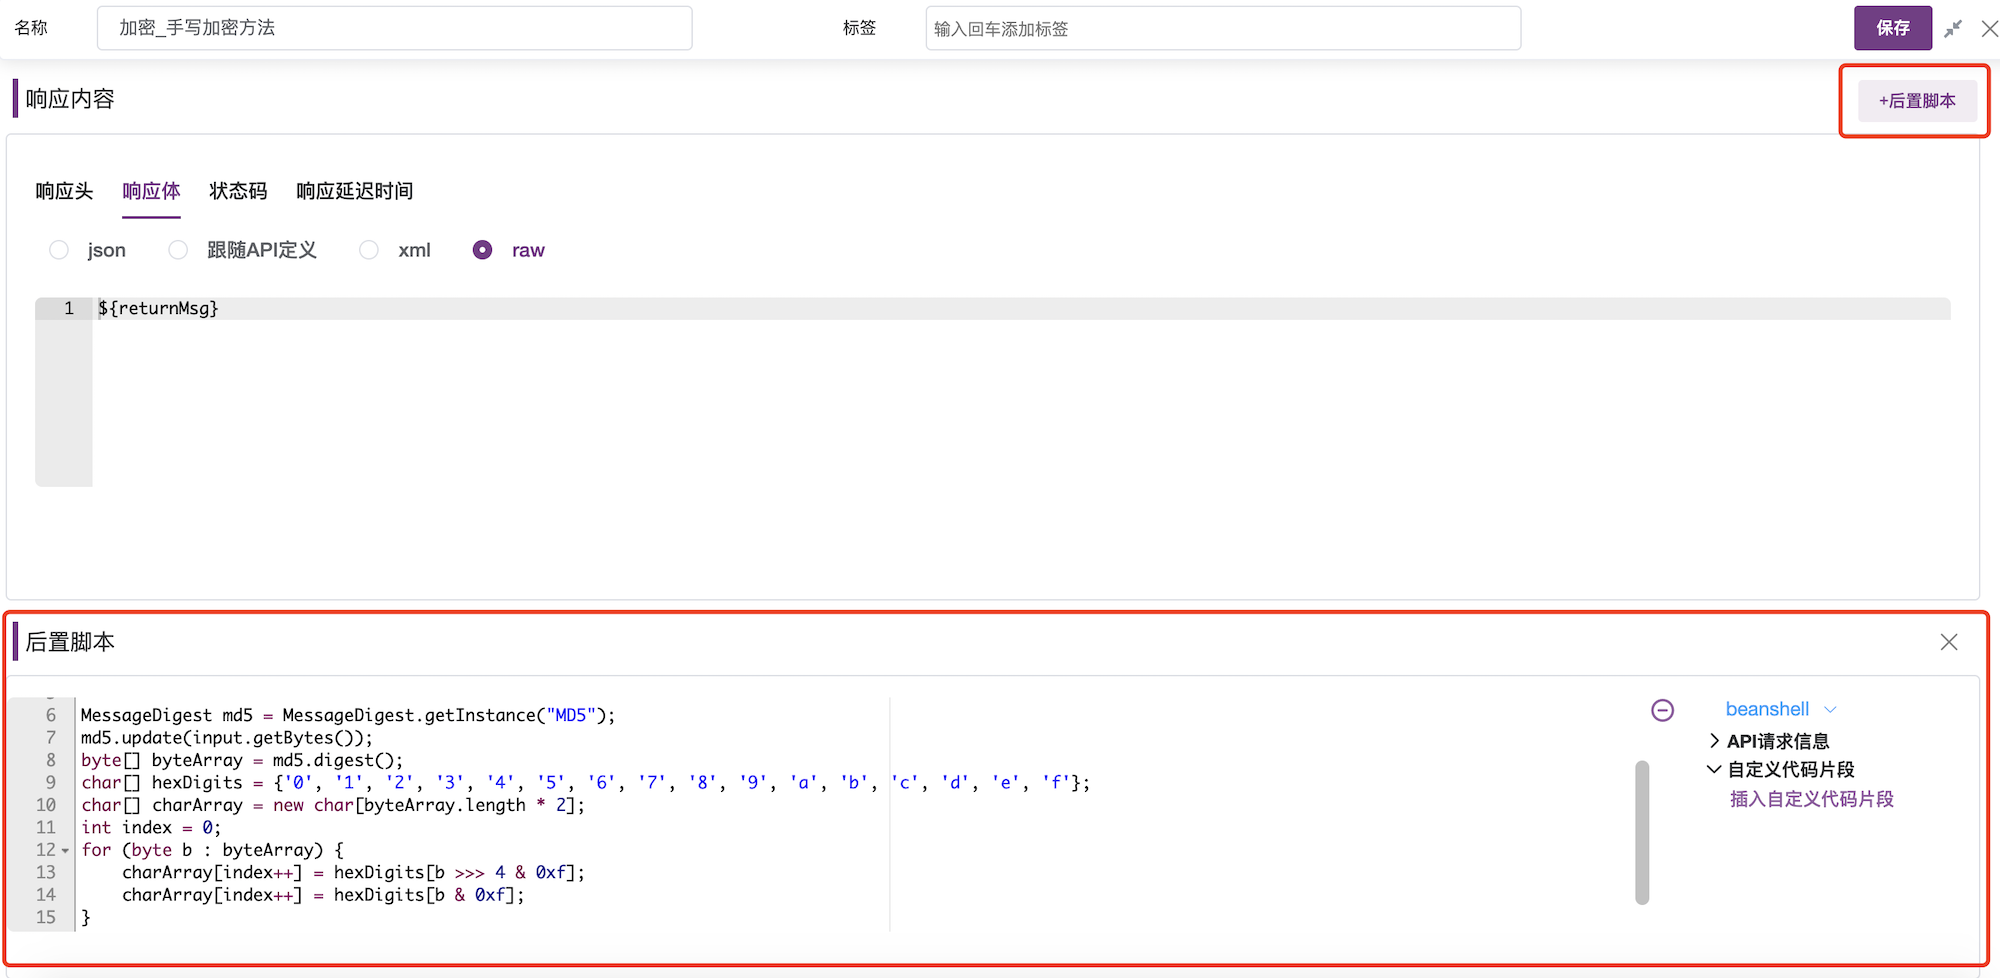 名称 加密_手写加密方法 标签 输入回车添加标签 保存
响应内容 +后置脚本
响应头 响应体 状态码 响应延迟时间
json 跟随API定义 xml raw
1 ${returnMsg}
后置脚本
6 MessageDigest md5 = MessageDigest.getInstance("MD5");
7 md5.update(input.getBytes());
8 byte[] byteArray = md5.digest();
9 char[] hexDigits = {'0', '1', '2', '3', '4', '5', '6', '7', '8', '9', 'a', 'b', 'c', 'd', 'e', 'f'};
10 char[] charArray = new char[byteArray.length * 2];
11 int index = 0;
12 for (byte b : byteArray) {
13 charArray[index++] = hexDigits[b >>> 4 & 0xf];
14 charArray[index++] = hexDigits[b & 0xf];
15 }
beanshell
API请求信息
自定义代码片段
插入自定义代码片段